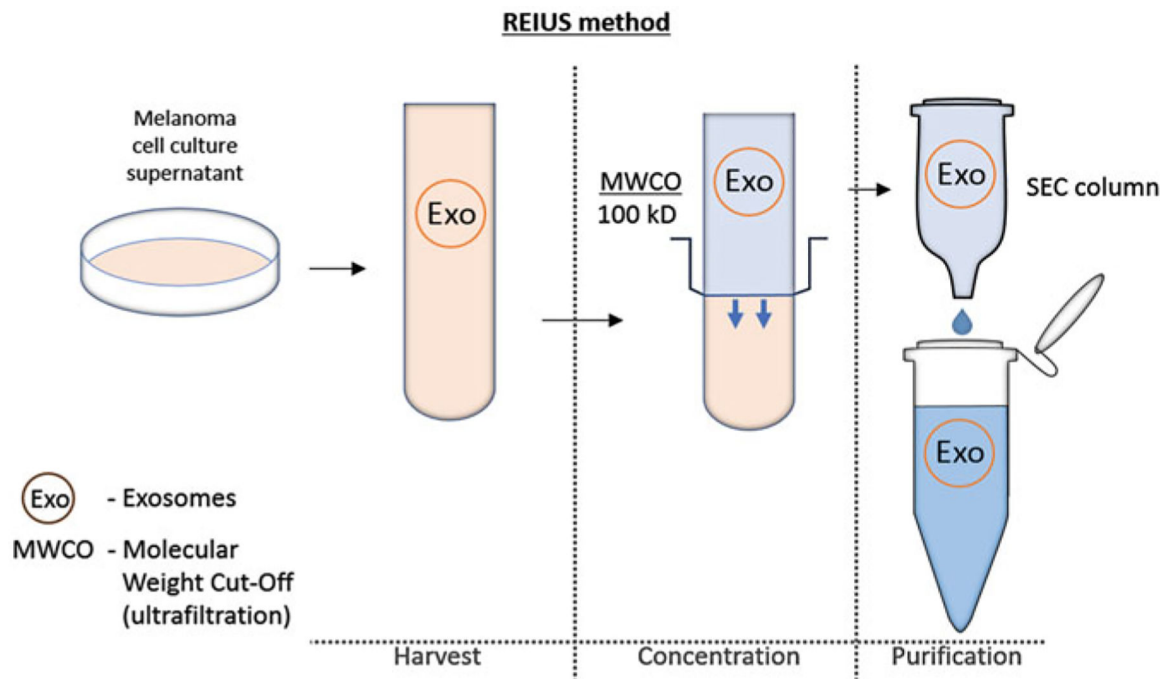 REIUS method
Melanoma
cell culture
supernatant
Exo
MWCO
100 kD
Exo
Exo
SEC column
Exo
Exo - Exosomes
MWCO - Molecular
Weight Cut-Off
(ultrafiltration)
Harvest
Concentration
Purification